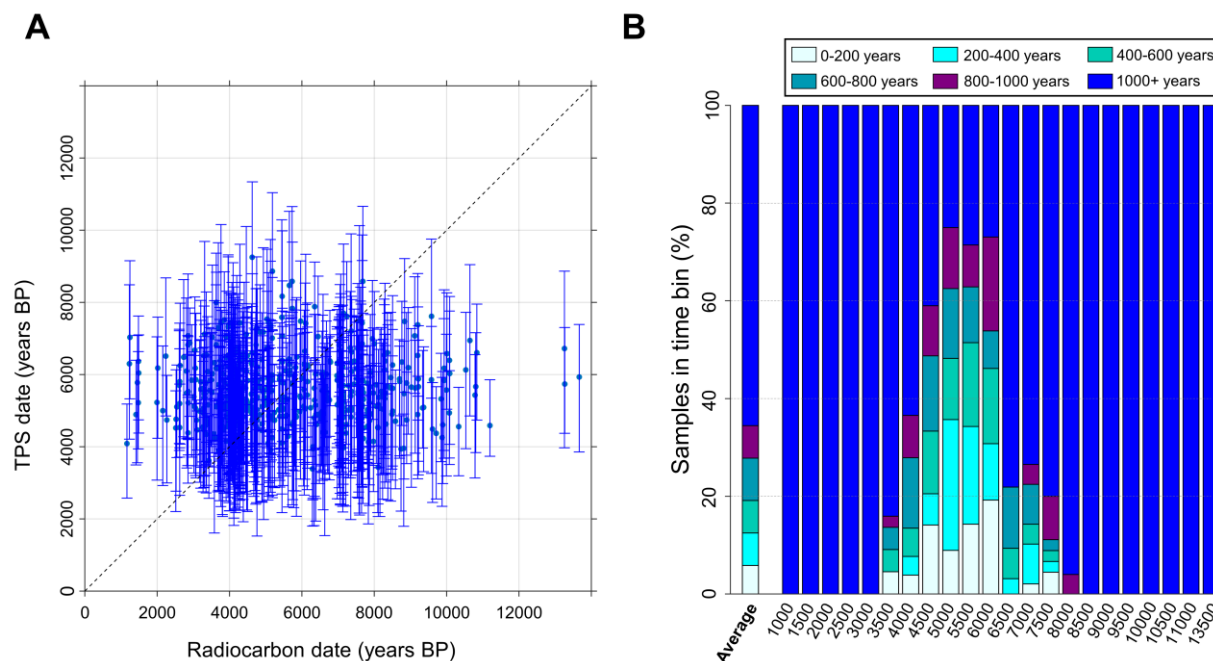 A
TPS date (years BP)
12000
10000
8000
6000
4000
2000
0
0 2000 4000 6000 8000 10000 12000
Radiocarbon date (years BP)
B
0-200 years 200-400 years 400-600 years
600-800 years 800-1000 years 1000+ years
Samples in time bin (%)
100
80
60
40
20
0
Average 1000 1500 2000 2500 3000 3500 4000 4500 5000 5500 6000 6500 7000 7500 8000 8500 9000 9500 10000 10500 11000 13500